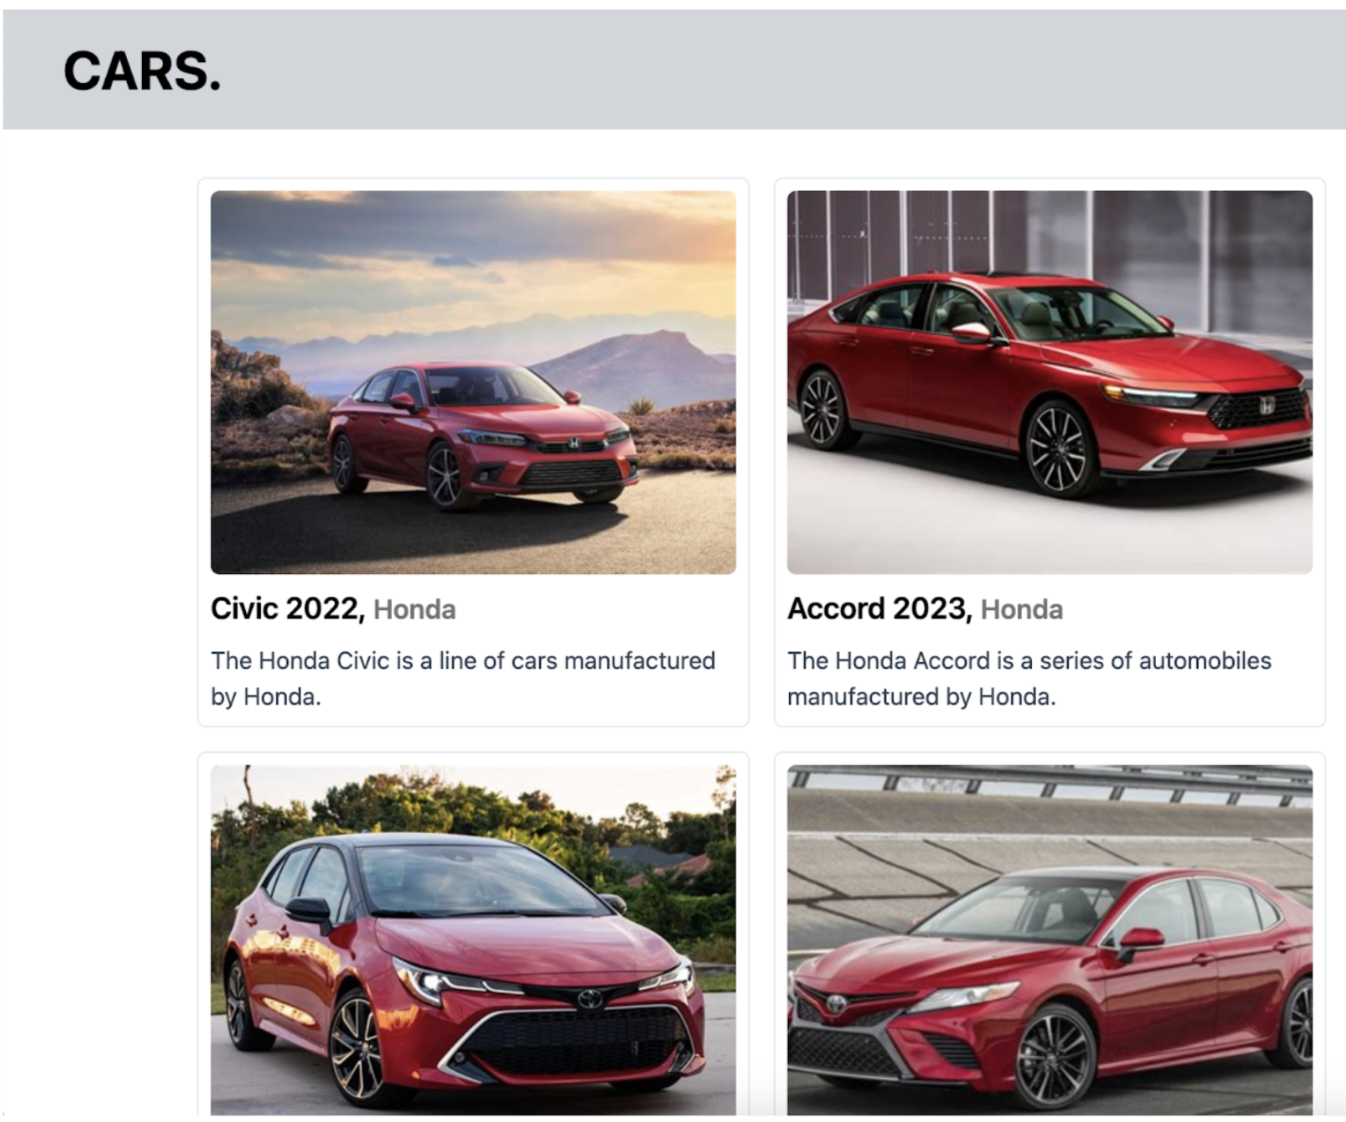 CARS.
Civic 2022, Honda
The Honda Civic is a line of cars manufactured
by Honda.
Accord 2023, Honda
The Honda Accord is a series of automobiles
manufactured by Honda.